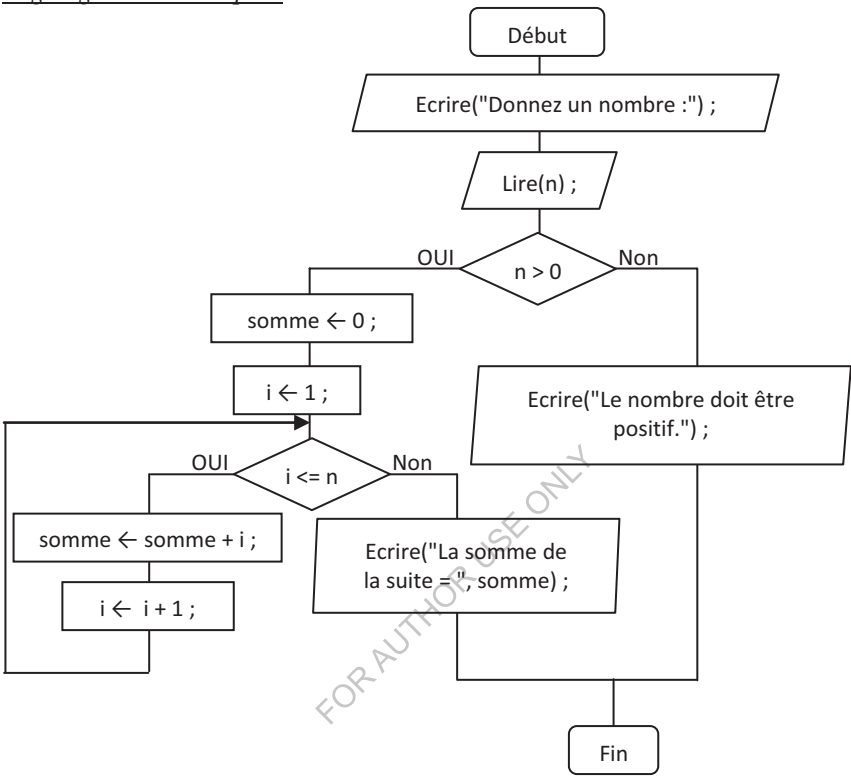 Début
Ecrire("Donnez un nombre :") ;
Lire(n) ;
OUI
n > 0
Non
somme ← 0 ;
i ← 1 ;
Ecrire("Le nombre doit être
positif.") ;
OUI
i <= n
Non
somme ← somme + i ;
i ← i + 1 ;
Ecrire("La somme de
la suite = ", somme) ;
FOR AUTHOR USE ONLY
Fin